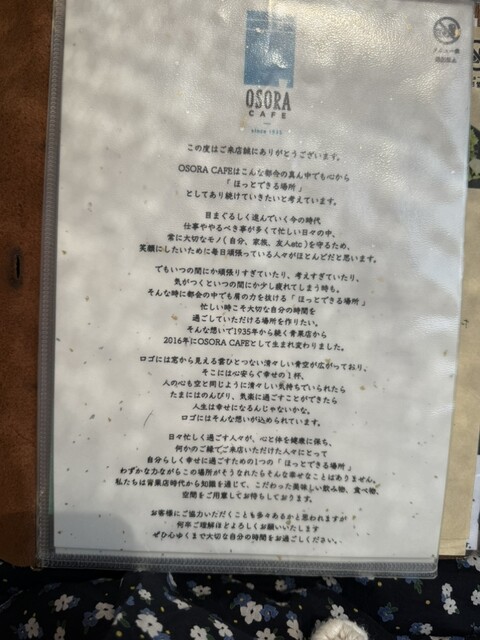 OSORA
CAFE
since 1935
この度はご来店誠にありがとうございます。
OSORA CAFEはこんな都会の真ん中でも心から
「 ほっとできる場所 」
としてあり続けていきたいと考えています。
目まぐるしく進んでいく今の時代
仕事ややるべき事が多くて忙しい日々の中、
常に大切なモノ( 自分、家族、友人etc )を守るため、
笑顔にしたいために毎日頑張っている人々がほとんどだと思います。
でもいつの間にか頑張りすぎていたり、考えすぎていたり、
気がつくといつの間にか少し疲れてしまう時も。
そんな時に都会の中でも肩の力を抜ける「 ほっとできる場所 」
忙しい時こそ大切な自分の時間を
過ごしていただける場所を作りたい。
そんな想いで1935年から続く青果店から
2016年にOSORA CAFEとして生まれ変わりました。
ロゴには窓から見える雲ひとつない清々しい青空が広がっており、
そこには心安らぐ幸せの1杯、
人の心も空と同じように清々しい気持ちでいられたら
たまにはのんびり、気楽に過ごすことができたら
人生は幸せになるんじゃないかな。
ロゴにはそんな想いが込められています。
日々忙しく過ごす人々が、心と体を健康に保ち、
何かのご縁でご来店いただけた人々にとって
自分らしく幸せに過ごすための1つの「 ほっとできる場所 」
わずかな力ながらこの場所がそうなれたらそんな幸せなことはありません。
私たちは青果店時代から知識を通じて、こだわった美味しい飲み物、食べ物、
空間をご用意してお待ちしております。
お客様にご協力いただくことも多々あるかと思われますが
何卒ご理解ほどよろしくお願いいたします
ぜひ心ゆくまで大切な自分の時間をお過ごしください。